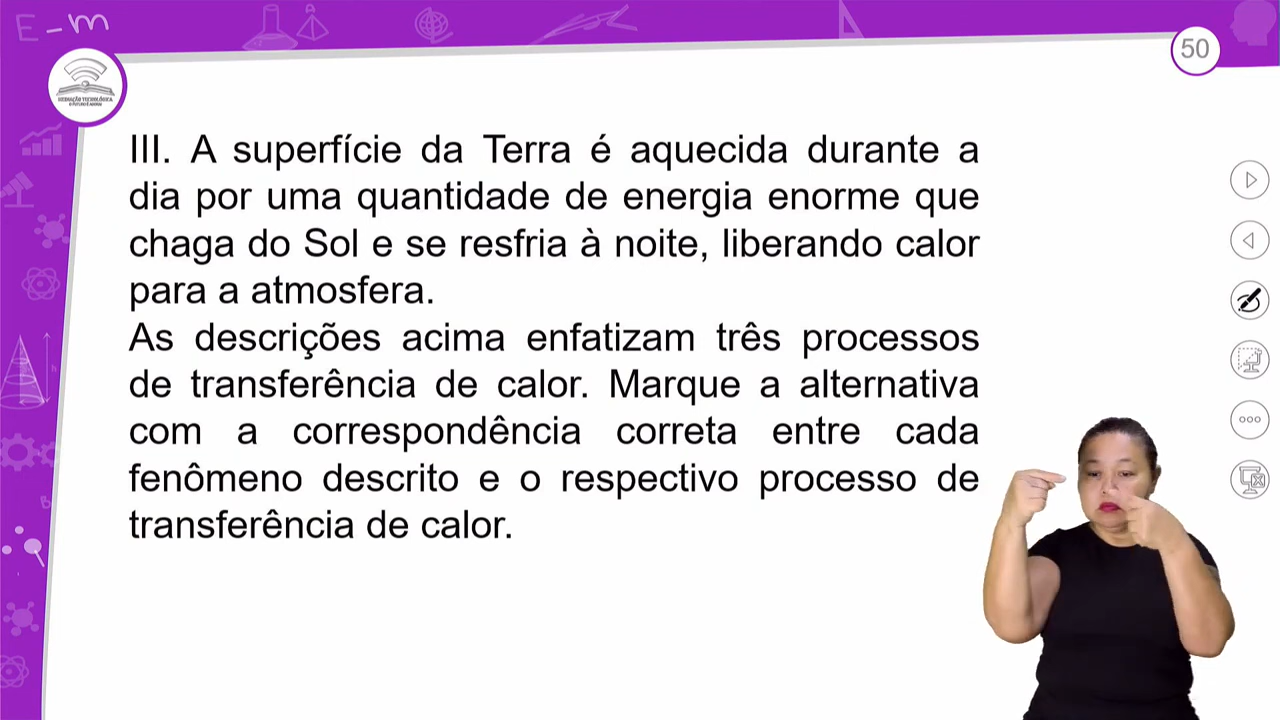 E=m
50
MEDIAÇÃO TECNOLÓGICA
III. A superfície da Terra é aquecida durante a
dia por uma quantidade de energia enorme que
chaga do Sol e se resfria à noite, liberando calor
para a atmosfera.
As descrições acima enfatizam três processos
de transferência de calor. Marque a alternativa
com a correspondência correta entre cada
fenômeno descrito e o respectivo processo de
transferência de calor.